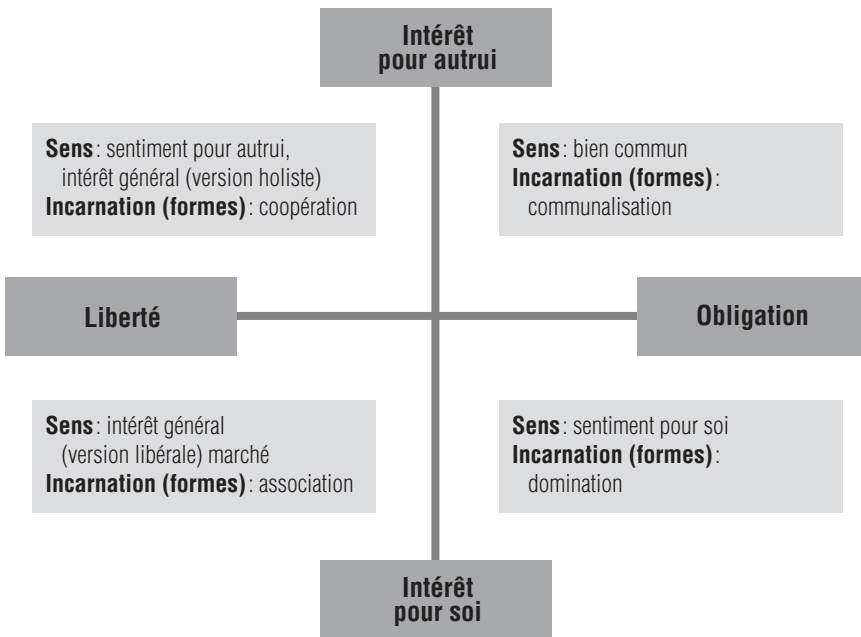 Intérêt
pour autrui
Sens : sentiment pour autrui,
intérêt général (version holiste)
Incarnation (formes) : coopération
Sens : bien commun
Incarnation (formes) :
communalisation
Liberté
Obligation
Sens : intérêt général
(version libérale) marché
Incarnation (formes) : association
Sens : sentiment pour soi
Incarnation (formes) :
domination
Intérêt
pour soi